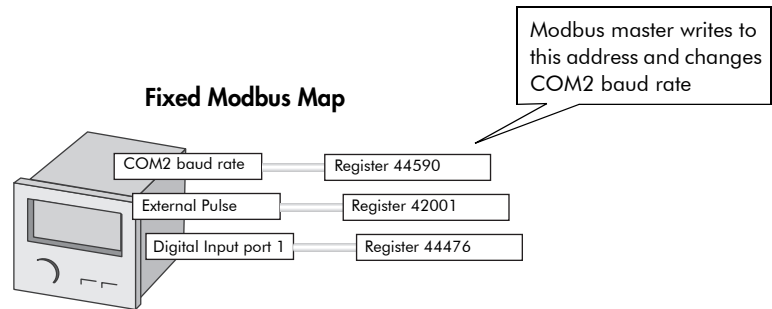 Modbus master writes to
this address and changes
COM2 baud rate
Fixed Modbus Map
COM2 baud rate Register 44590
External Pulse Register 42001
Digital Input port 1 Register 44476